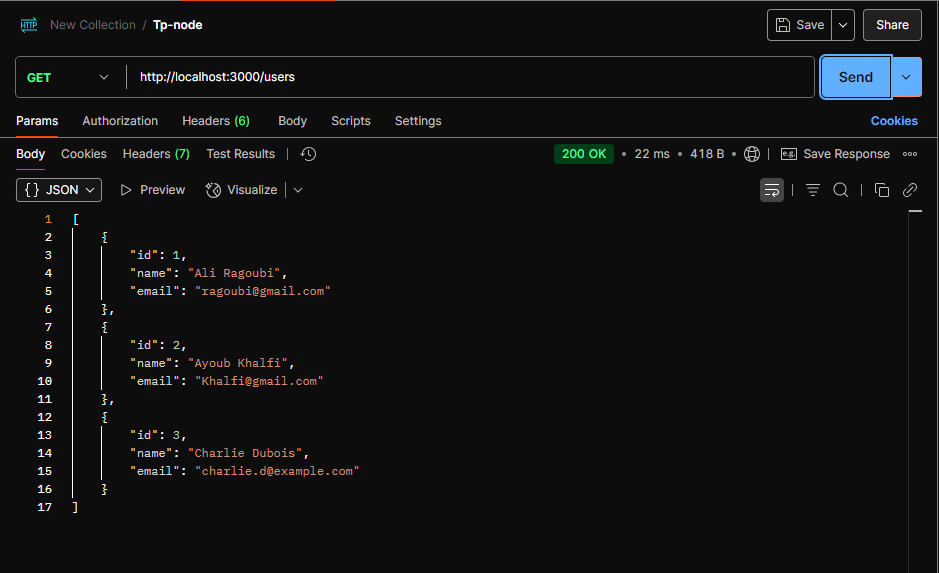 HTTP New Collection / Tp-node Save Share
GET http://localhost:3000/users Send
Params Authorization Headers (6) Body Scripts Settings Cookies
Body Cookies Headers (7) Test Results 200 OK • 22 ms • 418 B • e.g. Save Response
{} JSON Preview Visualize
1 [
2 {
3 "id": 1,
4 "name": "Ali Ragoubi",
5 "email": "ragoubi@gmail.com"
6 },
7 {
8 "id": 2,
9 "name": "Ayoub Khalfi",
10 "email": "Khalfi@gmail.com"
11 },
12 {
13 "id": 3,
14 "name": "Charlie Dubois",
15 "email": "charlie.d@example.com"
16 }
17 ]